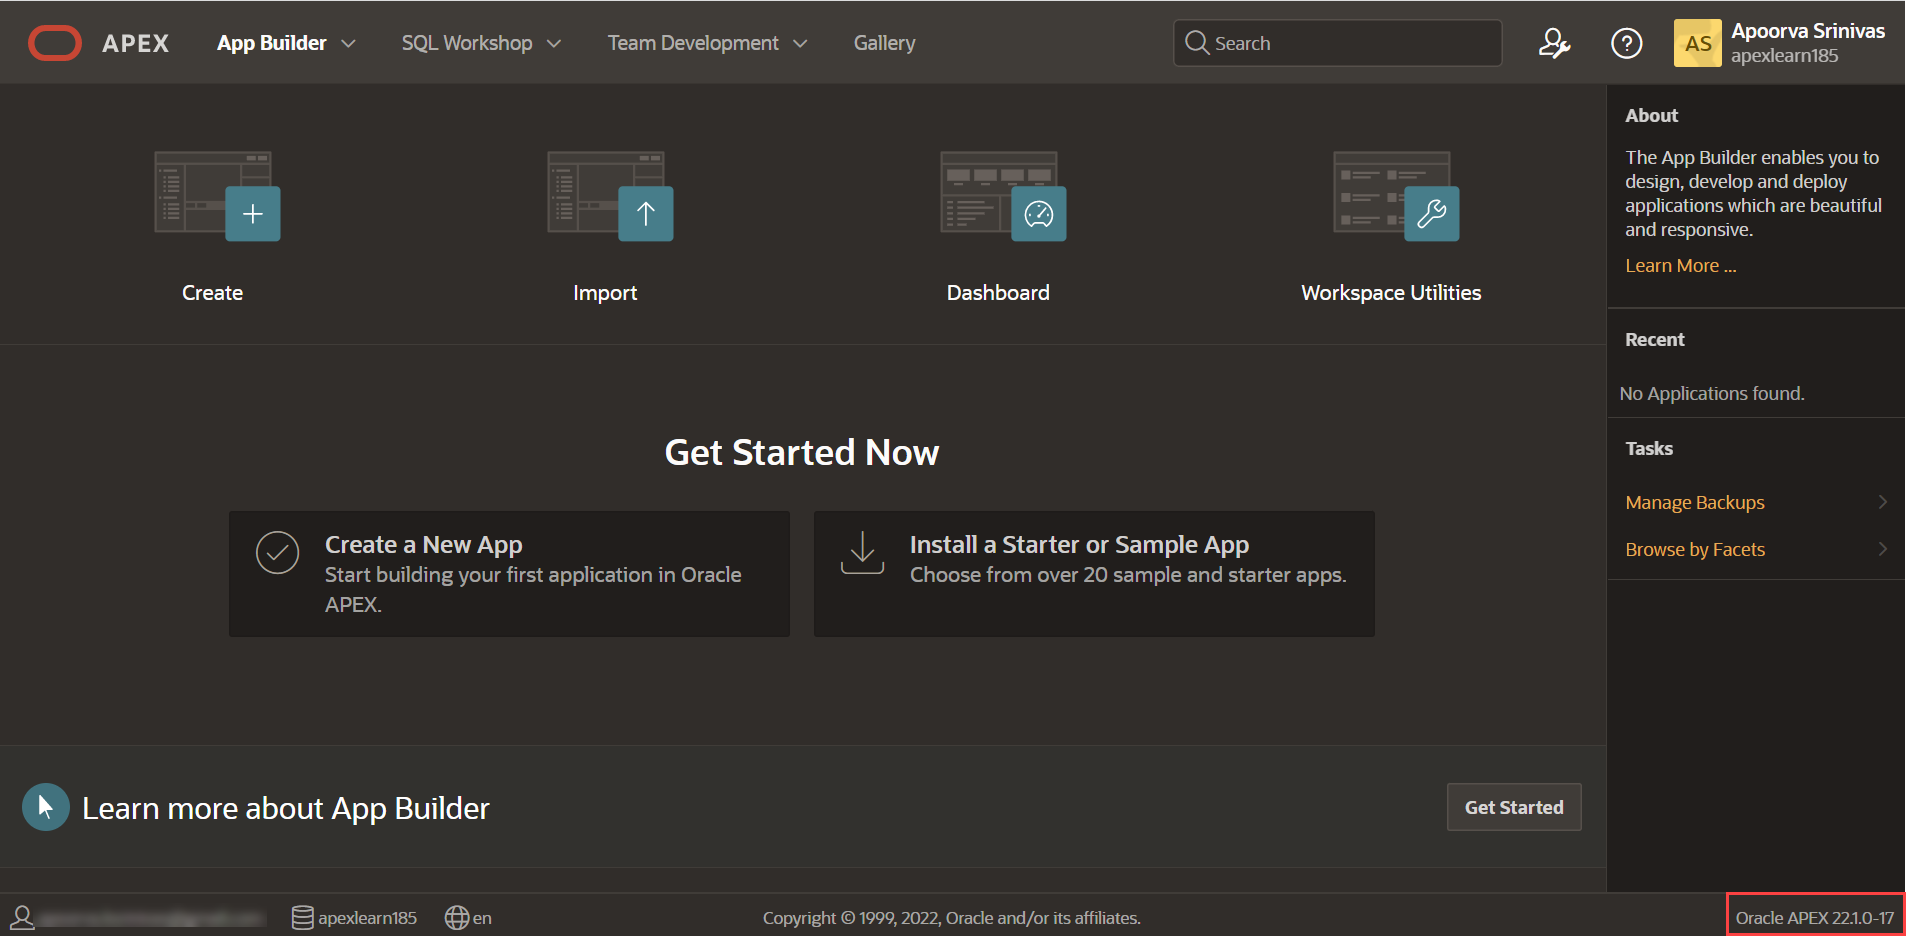 APEX
App Builder
SQL Workshop
Team Development
Gallery
Search
AS
Apoorva Srinivas
apexlearn185
Create
Import
Dashboard
Workspace Utilities
Get Started Now
Create a New App
Start building your first application in Oracle
APEX.
Install a Starter or Sample App
Choose from over 20 sample and starter apps.
Learn more about App Builder
Get Started
About
The App Builder enables you to
design, develop and deploy
applications which are beautiful
and responsive.
Learn More ...
Recent
No Applications found.
Tasks
Manage Backups
Browse by Facets
apexlearn185
en
Copyright © 1999, 2022, Oracle and/or its affiliates.
Oracle APEX 22.1.0-17